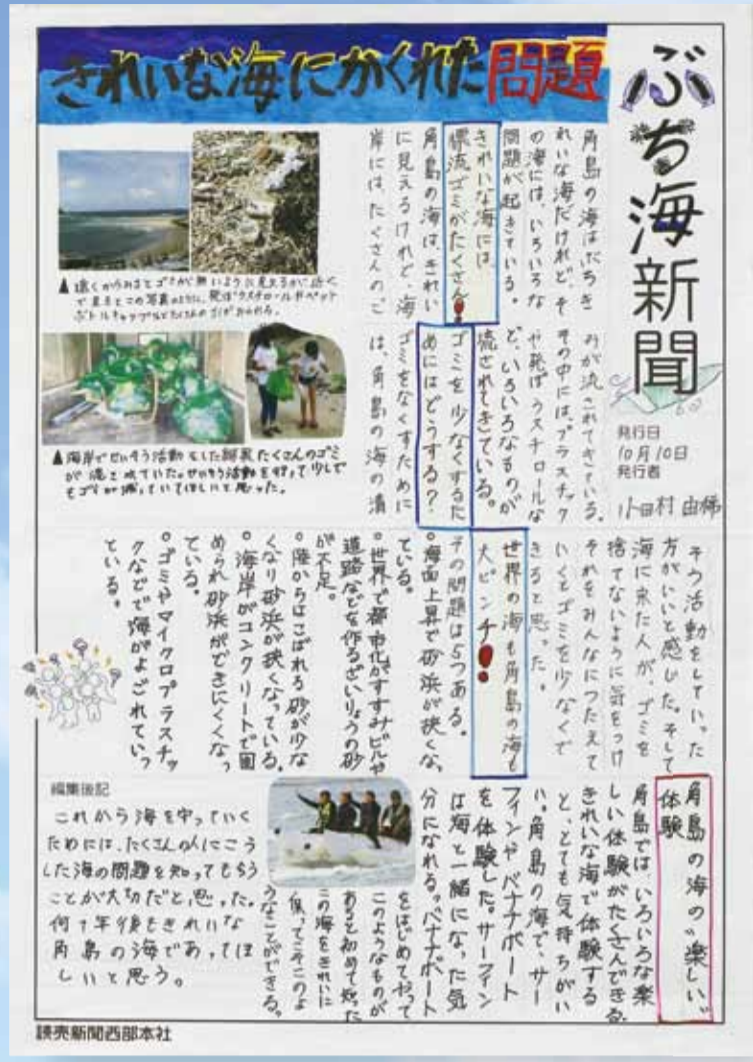 ぶち海新聞
発行日
10月10日
発行者
小田村 由稀
きれいな海にかくれた問題
角島の海はぶちき
れいな海だけれど、そ
の海には、いろいろな
問題が起きている。
きれいな海には、
漂流ゴミがたくさん!
角島の海は、きれい
に見えるけれど、海
岸には、たくさんのご
みが流されてきている。
その中には、プラスチック
や発ぽうスチロールな
ど、いろいろなものが
流されてきている。
ゴミを少なくするた
めにはどうする?
ゴミをなくすために
は、角島の海の清
▲遠くからみるとゴミが無いように見えるが、近く
で見るとこの写真のように、発ぽうスチロールやペット
ボトルキャップなどたくさんのゴミがみられる。
▲海岸でせいそう活動をした結果たくさんのゴミ
が流されていた。せいそう活動を行って少しで
もゴミが減っていてほしいと思った。
そう活動をしていった
方がいいと感じた。そして
海に来た人が、ゴミを
捨てないように気をつけ
それをみんなにつたえて
いくとゴミを少なくで
きると思った。
世界の海も角島の海も
大ピンチ!
その問題は5つある。
○海面上昇で砂浜が狭くな
ている。
○世界で都市化がすすみビルや
道路などを作るざいりょうの砂
が不足。
○陸からはこばれる砂が少な
くなり砂浜が狭くなっている。
○海岸がコンクリートで固
められ砂浜ができにくくなっ
ている。
○ゴミやマイクロプラスチッ
クなどで海がよごれていっ
ている。
角島の海の"楽しい"
体験
角島では、いろいろな楽
しい体験がたくさんできる。
きれいな海で体験する
と、とても気持ちがい
い。角島の海で、サー
フィンやバナナボート
を体験した。サーフィン
は海と一緒になった気
分になれる。バナナボート
をはじめてやって
このようなものが
あると初めて知った
この海をきれいに
保ってこそこのよ
うなことができる。
編集後記
これから海を守っていく
ためには、たくさんの人にこう
した海の問題を知ってもらう
ことが大切だと思った。
何十年後もきれいな
角島の海であってほ
しいと思う。
読売新聞西部本社